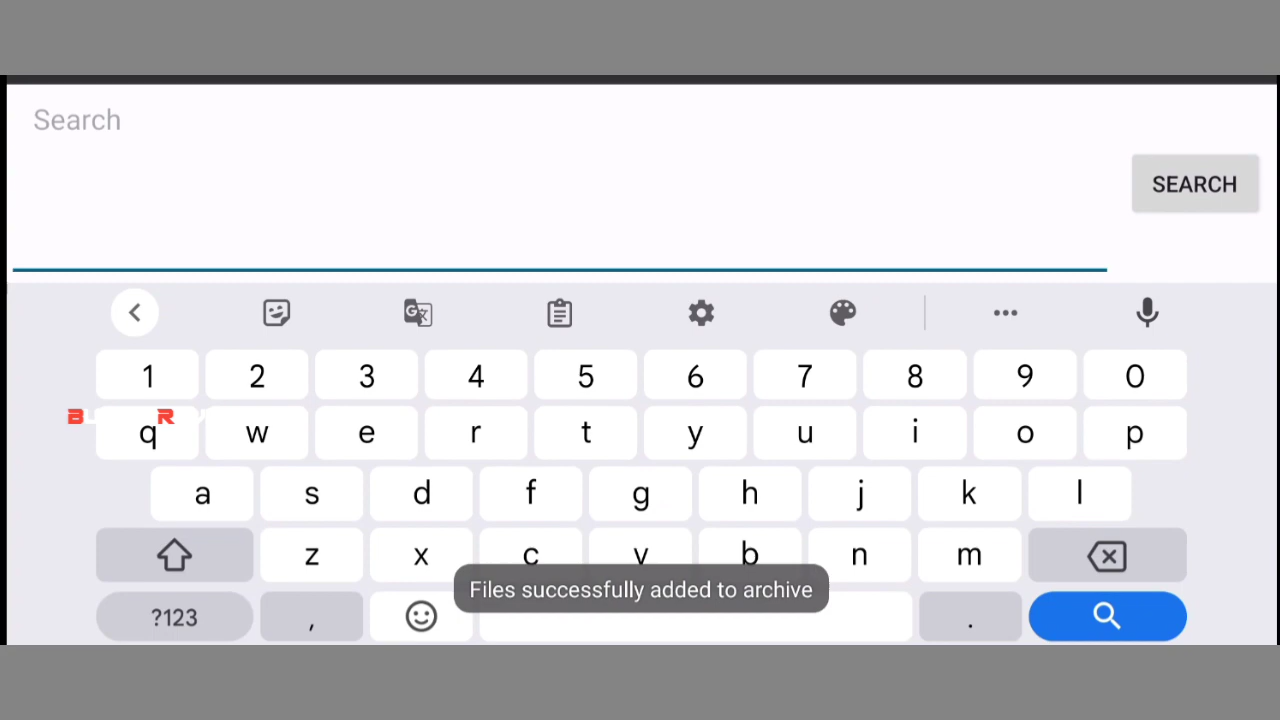 Search
SEARCH
1 2 3 4 5 6 7 8 9 0
q w e r t y u i o p
a s d f g h j k l
z x c v b n m
Files successfully added to archive
?123 , .